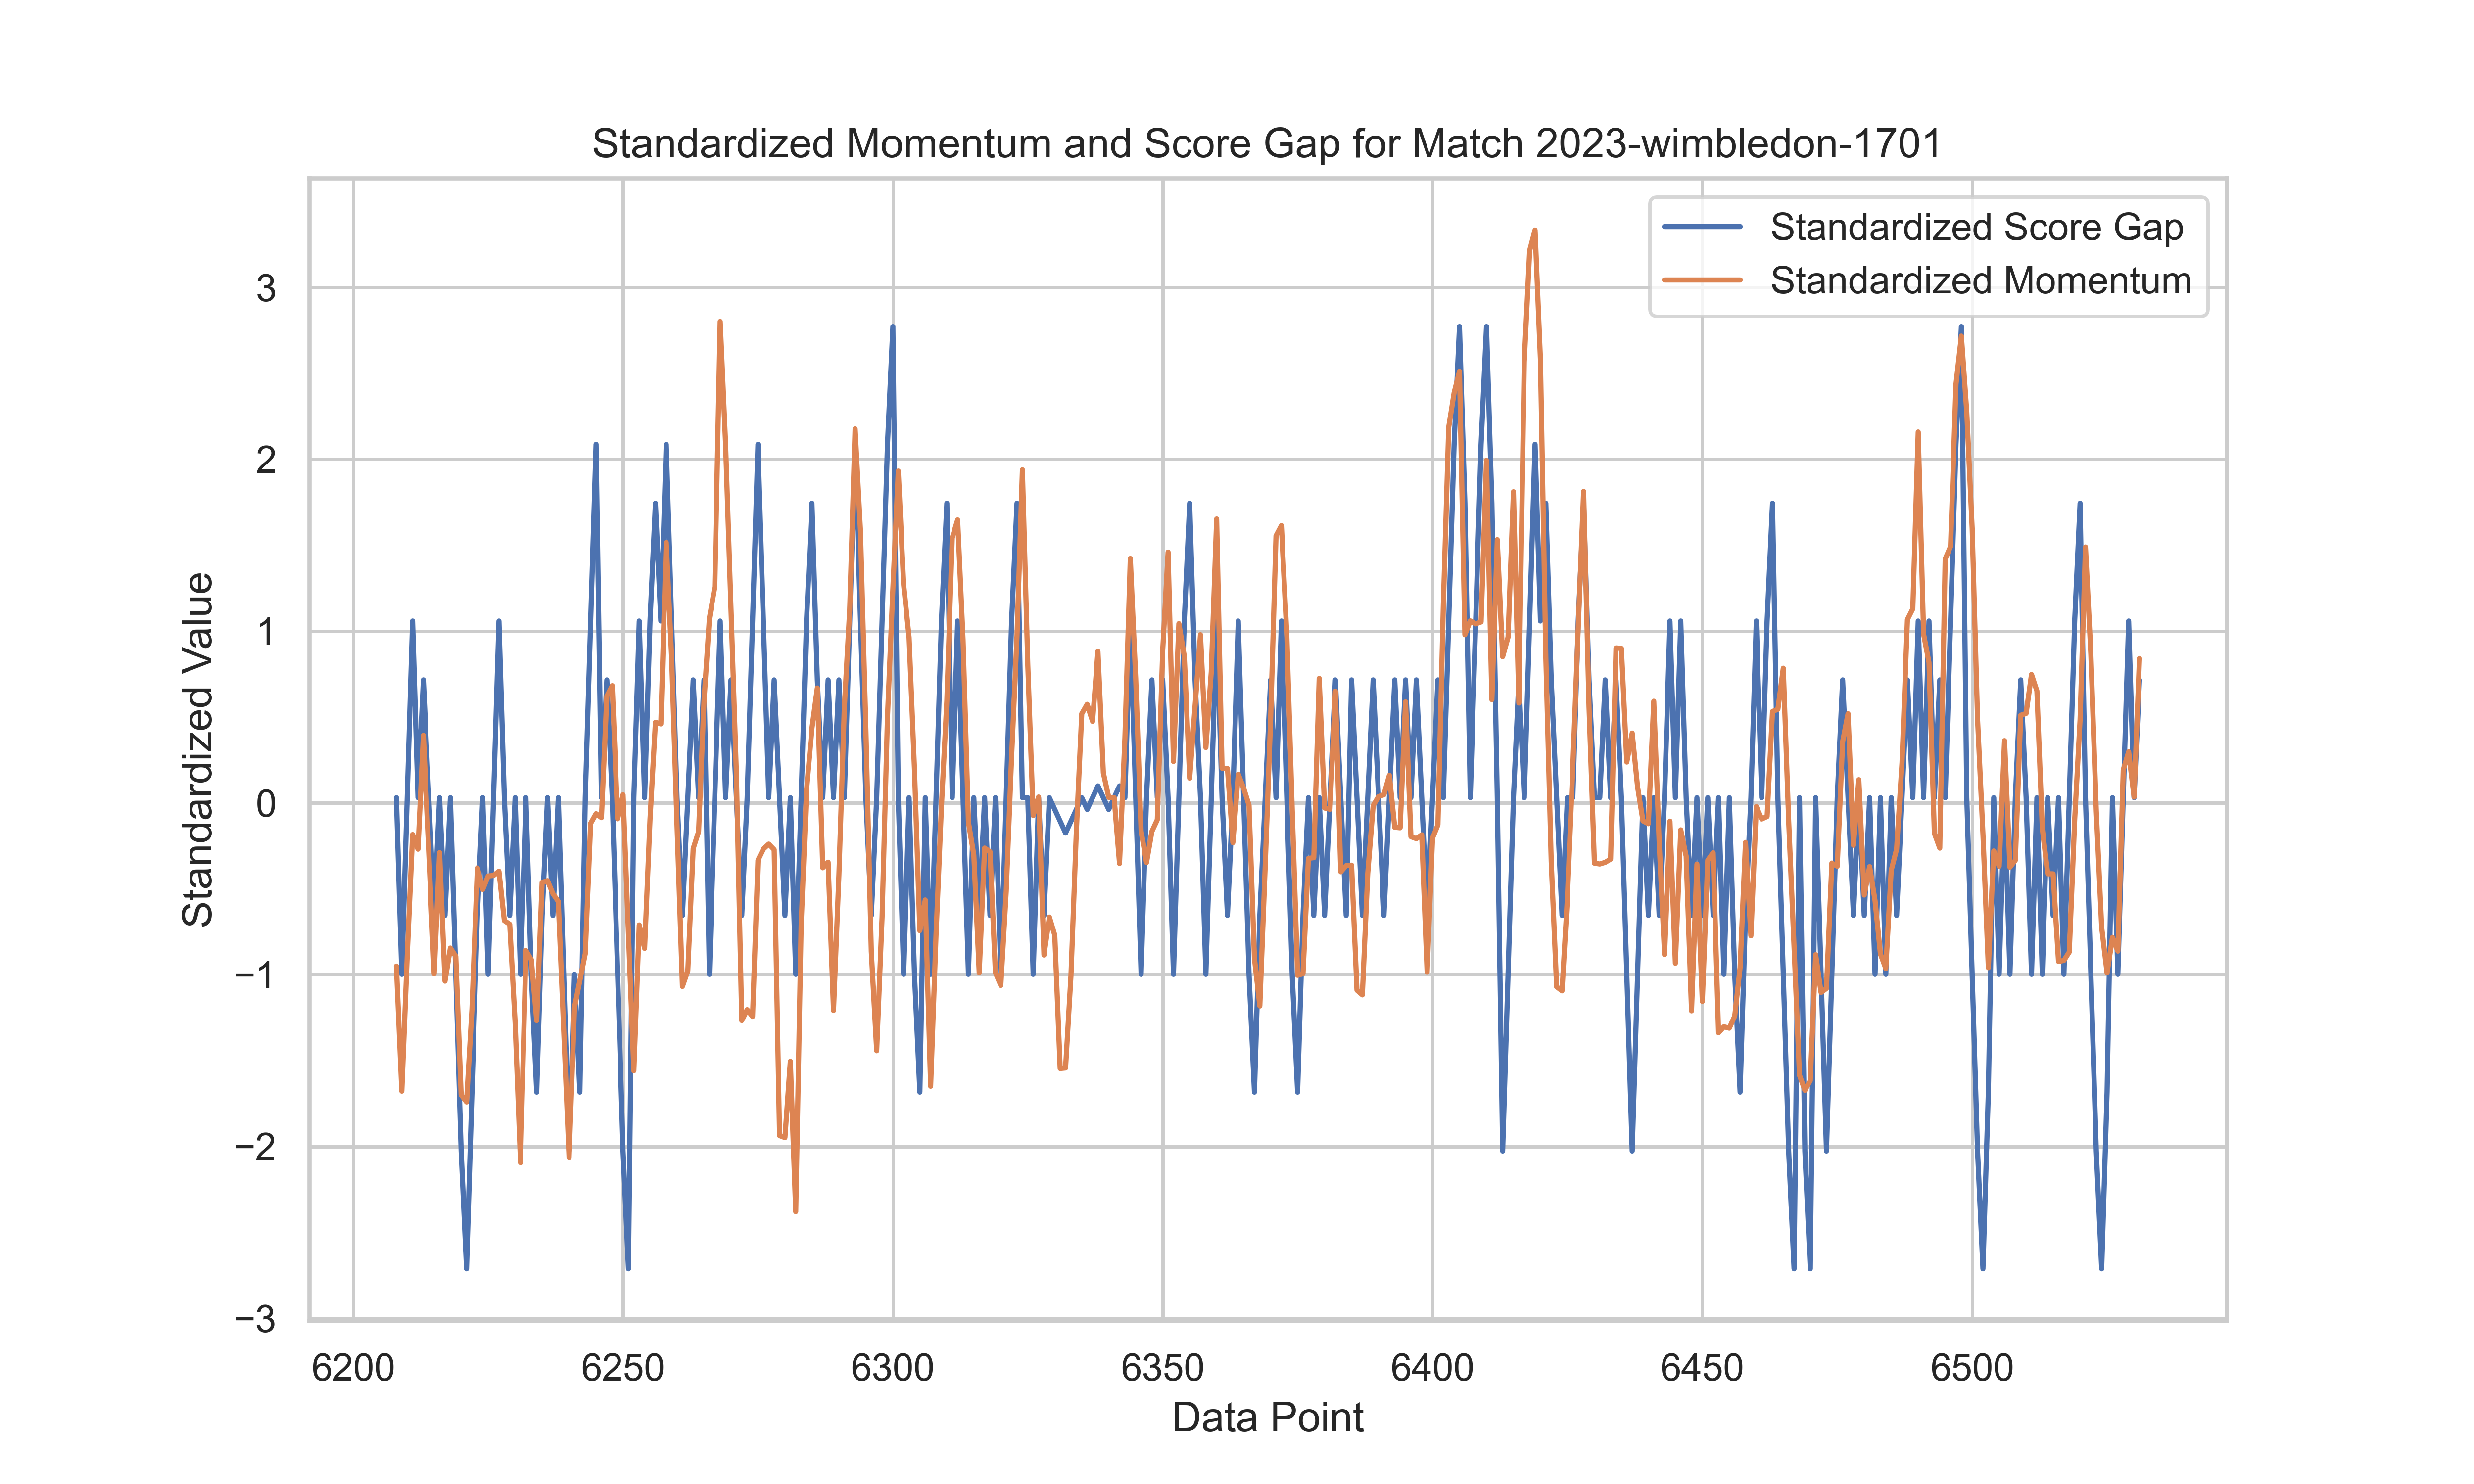 Standardized Momentum and Score Gap for Match 2023-wimbledon-1701
Standardized Score Gap
Standardized Momentum
Standardized Value
3
2
1
0
−1
−2
−3
6200 6250 6300 6350 6400 6450 6500
Data Point